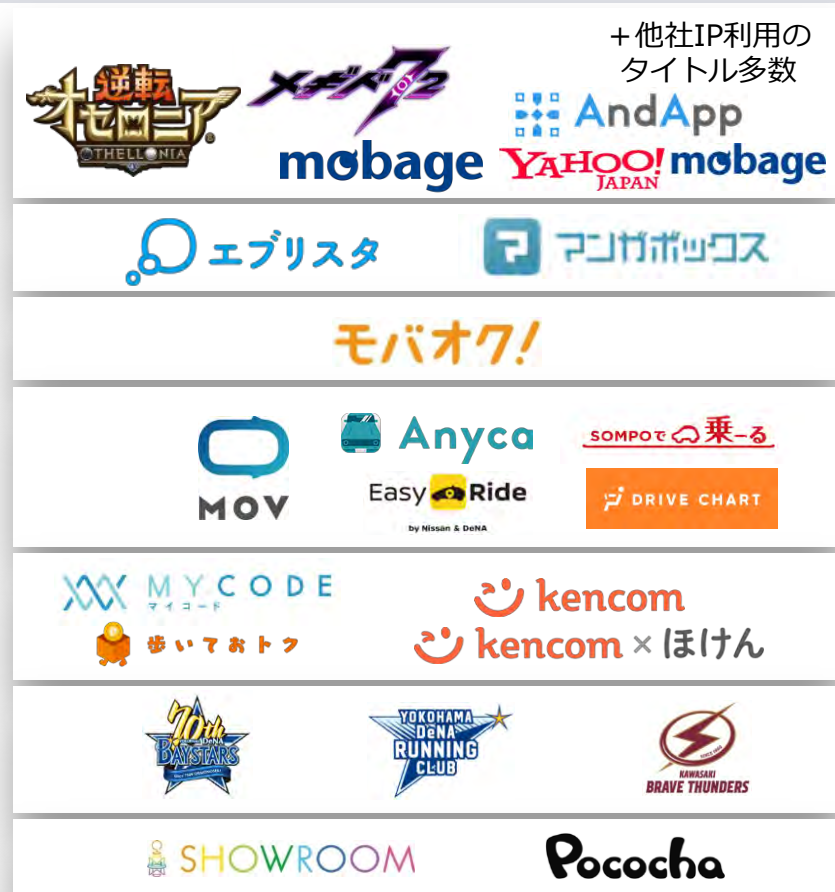 +他社IP利用の
タイトル多数
逆転
オセロニア
OTHELLONIA
メギド72
AndApp
mobage
YAHOO!
JAPAN
mobage
エブリスタ
マンガボックス
モバオク!
MOV
Anyca
SOMPOで乗ーる
Easy Ride
by Nissan & DeNA
DRIVE CHART
MYCODE
マイコード
kencom
歩いておトク
kencom×ほけん
70th
DeNA
BAYSTARS
YOKOHAMA
DeNA
RUNNING
CLUB
KAWASAKI
BRAVE THUNDERS
SHOWROOM
Pococha